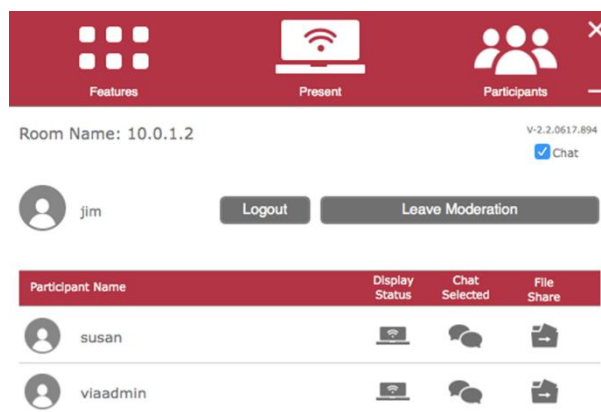 Features Present Participants
Room Name: 10.0.1.2
V-2.2.0617.894
Chat
jim Logout Leave Moderation
Participant Name Display Status Chat Selected File Share
susan
viaadmin